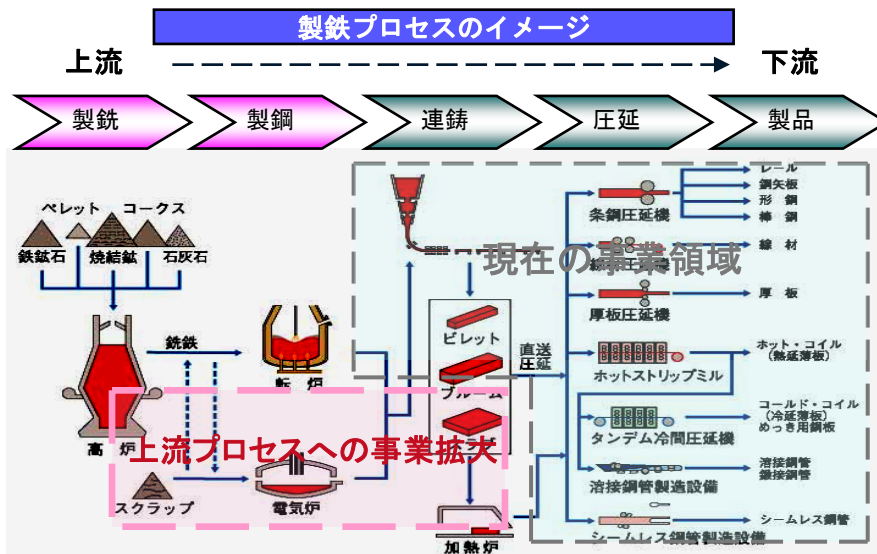 製鉄プロセスのイメージ
上流
下流
製銑
製鋼
連鋳
圧延
製品
ペレット
コークス
鉄鉱石
焼結鉱
石灰石
高炉
銑鉄
転炉
スクラップ
電気炉
上流プロセスへの事業拡大
現在の事業領域
ビレット
ブルーム
加熱炉
直送
圧延
条鋼圧延機
厚板圧延機
ホットストリップミル
タンデム冷間圧延機
溶接鋼管製造設備
シームレス鋼管製造設備
レール
鋼矢板
形鋼
棒鋼
線材
厚板
ホット・コイル
(熱延薄板)
コールド・コイル
(冷延薄板)
めっき用鋼板
溶接鋼管
鍛接鋼管
シームレス鋼管